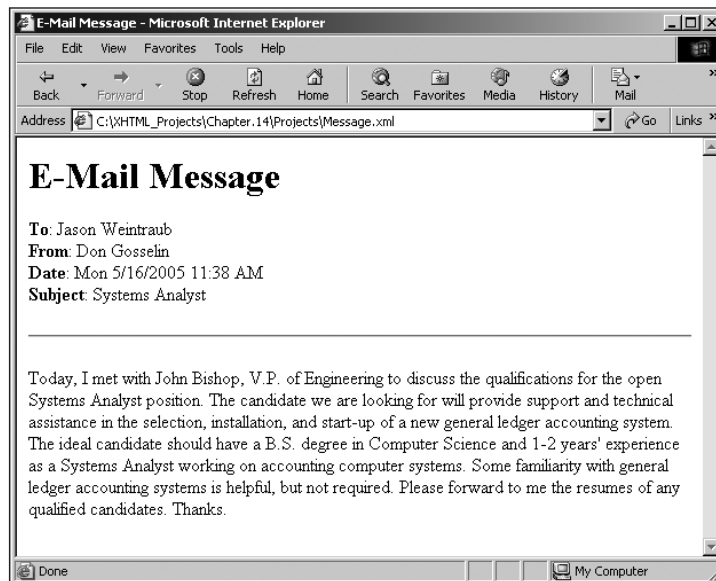 E-Mail Message - Microsoft Internet Explorer
File Edit View Favorites Tools Help
Back Forward Stop Refresh Home Search Favorites Media History Mail »
Address C:\XHTML_Projects\Chapter.14\Projects\Message.xml Go Links »
E-Mail Message
To: Jason Weintraub
From: Don Gosselin
Date: Mon 5/16/2005 11:38 AM
Subject: Systems Analyst
Today, I met with John Bishop, V.P. of Engineering to discuss the qualifications for the open
Systems Analyst position. The candidate we are looking for will provide support and technical
assistance in the selection, installation, and start-up of a new general ledger accounting system.
The ideal candidate should have a B.S. degree in Computer Science and 1-2 years' experience
as a Systems Analyst working on accounting computer systems. Some familiarity with general
ledger accounting systems is helpful, but not required. Please forward to me the resumes of any
qualified candidates. Thanks.
Done My Computer